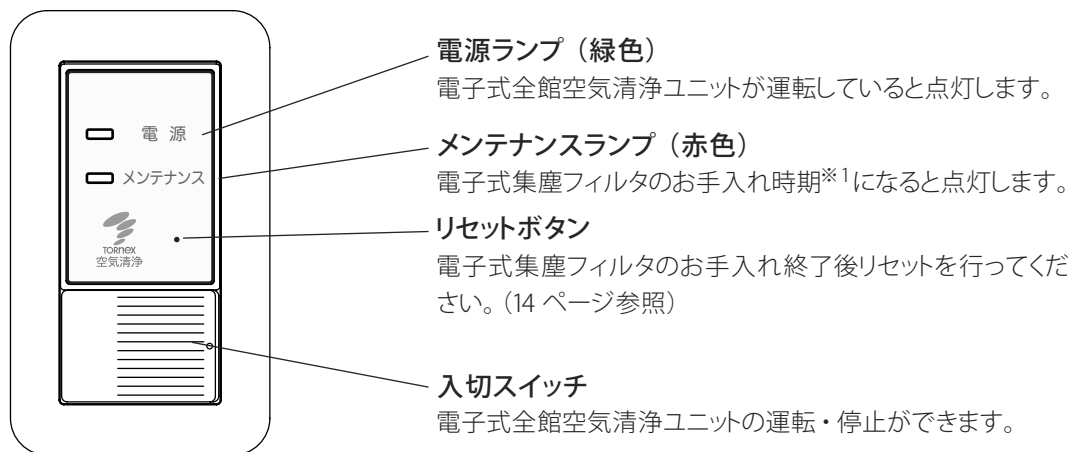 電源ランプ（緑色）
電子式全館空気清浄ユニットが運転していると点灯します。
メンテナンスランプ（赤色）
電子式集塵フィルタのお手入れ時期※1になると点灯します。
リセットボタン
電子式集塵フィルタのお手入れ終了後リセットを行ってくだ
さい。（14 ページ参照）
入切スイッチ
電子式全館空気清浄ユニットの運転・停止ができます。
電 源
メンテナンス
TORNEX
空気清浄